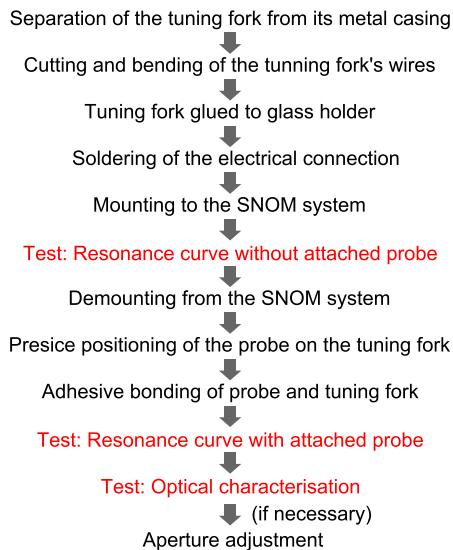 Separation of the tuning fork from its metal casing
Cutting and bending of the tunning fork's wires
Tuning fork glued to glass holder
Soldering of the electrical connection
Mounting to the SNOM system
Test: Resonance curve without attached probe
Demounting from the SNOM system
Presice positioning of the probe on the tuning fork
Adhesive bonding of probe and tuning fork
Test: Resonance curve with attached probe
Test: Optical characterisation
(if necessary)
Aperture adjustment